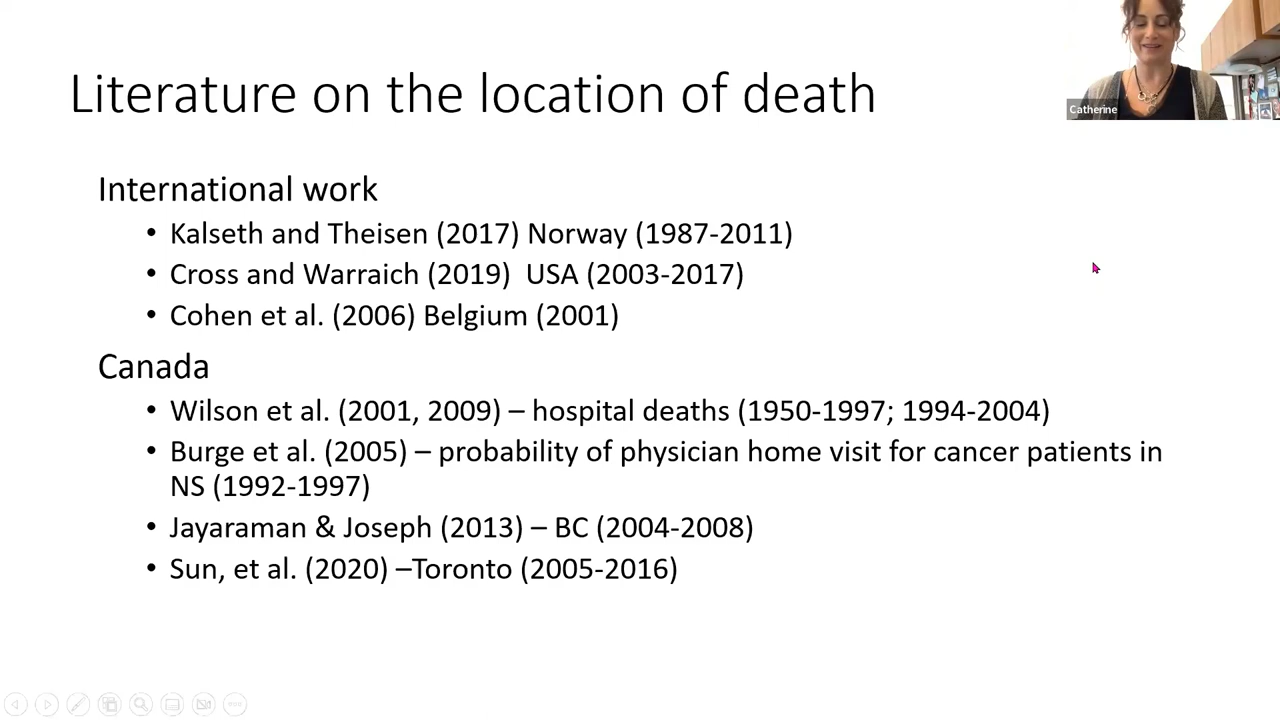 Literature on the location of death
Catherine
International work
• Kalseth and Theisen (2017) Norway (1987-2011)
• Cross and Warraich (2019)  USA (2003-2017)
• Cohen et al. (2006) Belgium (2001)
Canada
• Wilson et al. (2001, 2009) – hospital deaths (1950-1997; 1994-2004)
• Burge et al. (2005) – probability of physician home visit for cancer patients in
NS (1992-1997)
• Jayaraman & Joseph (2013) – BC (2004-2008)
• Sun, et al. (2020) –Toronto (2005-2016)